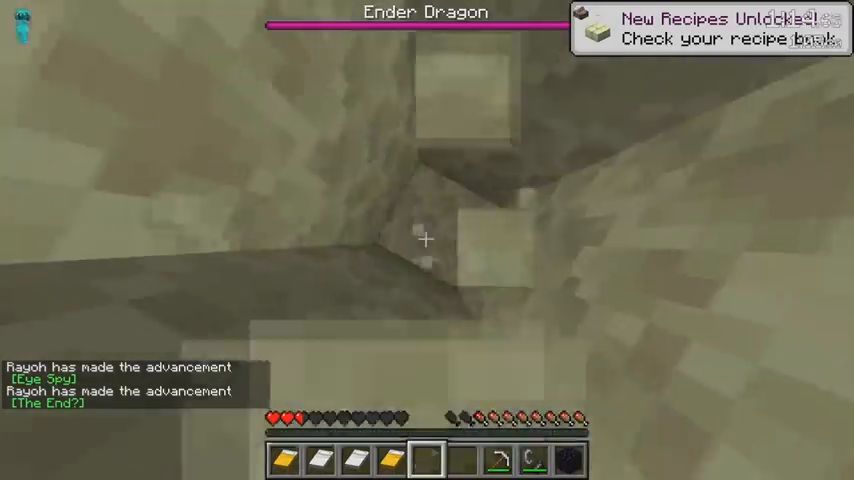 Ender Dragon
New Recipes Unlocked!
Check your recipe book
Rayoh has made the advancement
[Eye Spy]
Rayoh has made the advancement
[The End?]